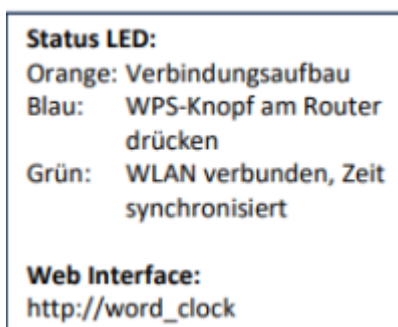 Status LED:
Orange: Verbindungsaufbau
Blau: WPS-Knopf am Router
drücken
Grün: WLAN verbunden, Zeit
synchronisiert
Web Interface:
http://word_clock